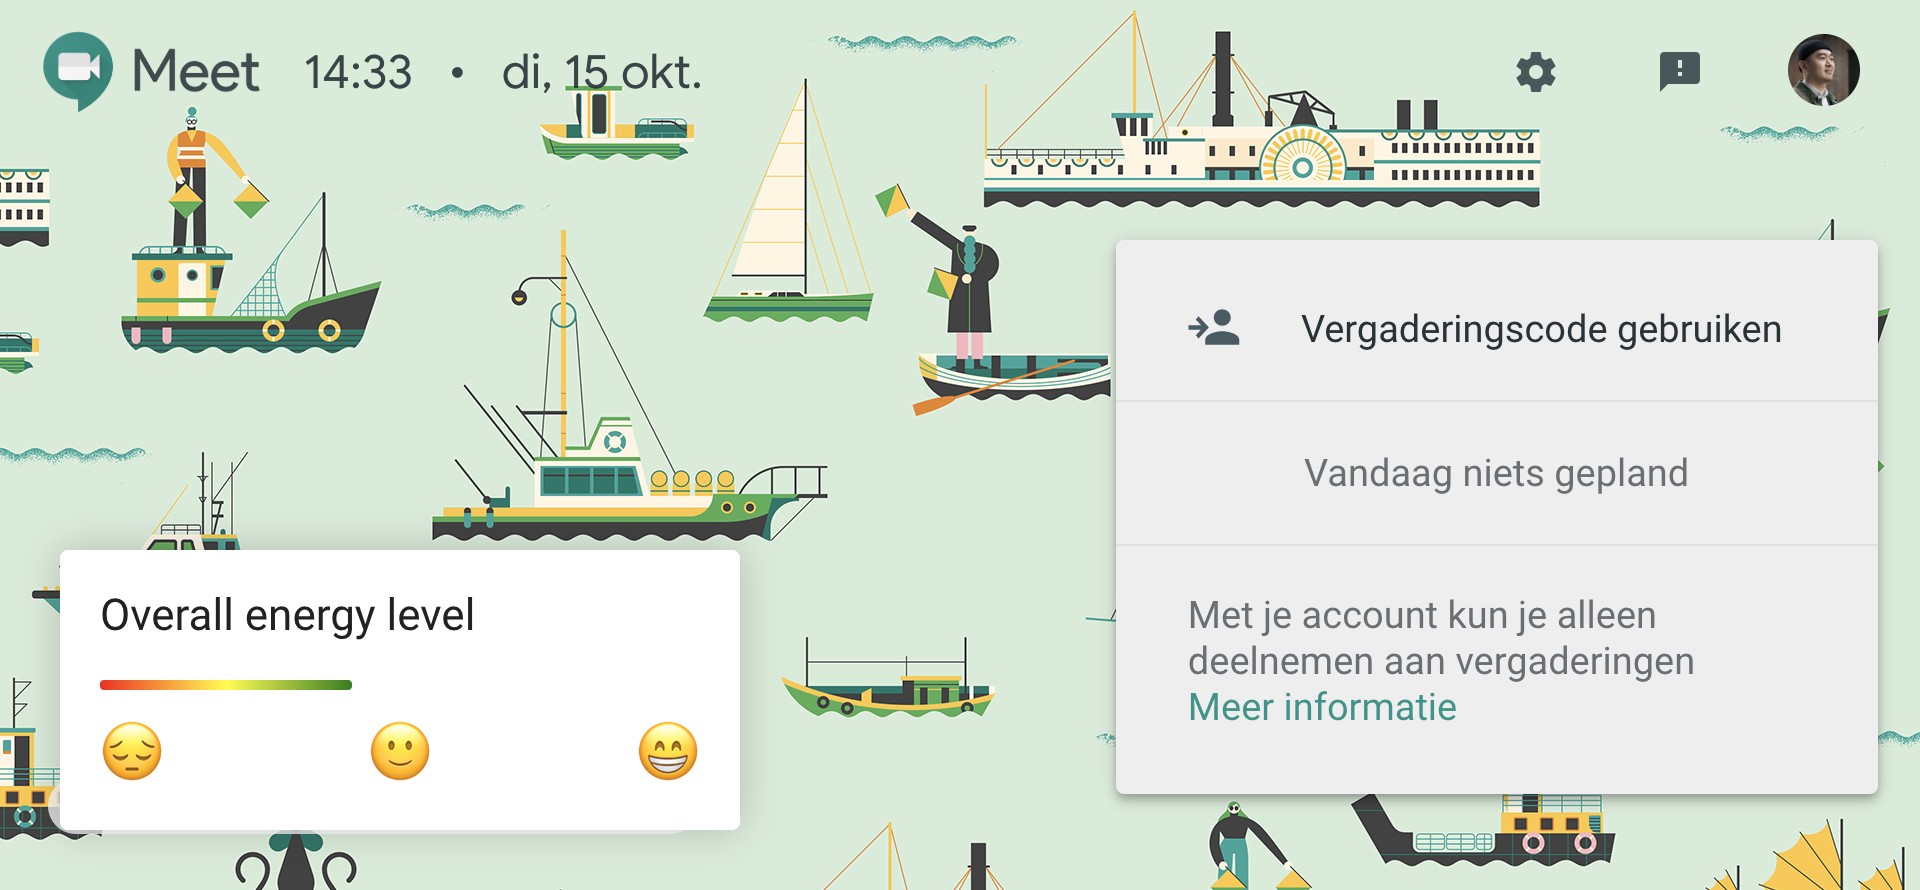 Meet 14:33 • di, 15 okt.
Vergaderingscode gebruiken
Vandaag niets gepland
Met je account kun je alleen
deelnemen aan vergaderingen
Meer informatie
Overall energy level